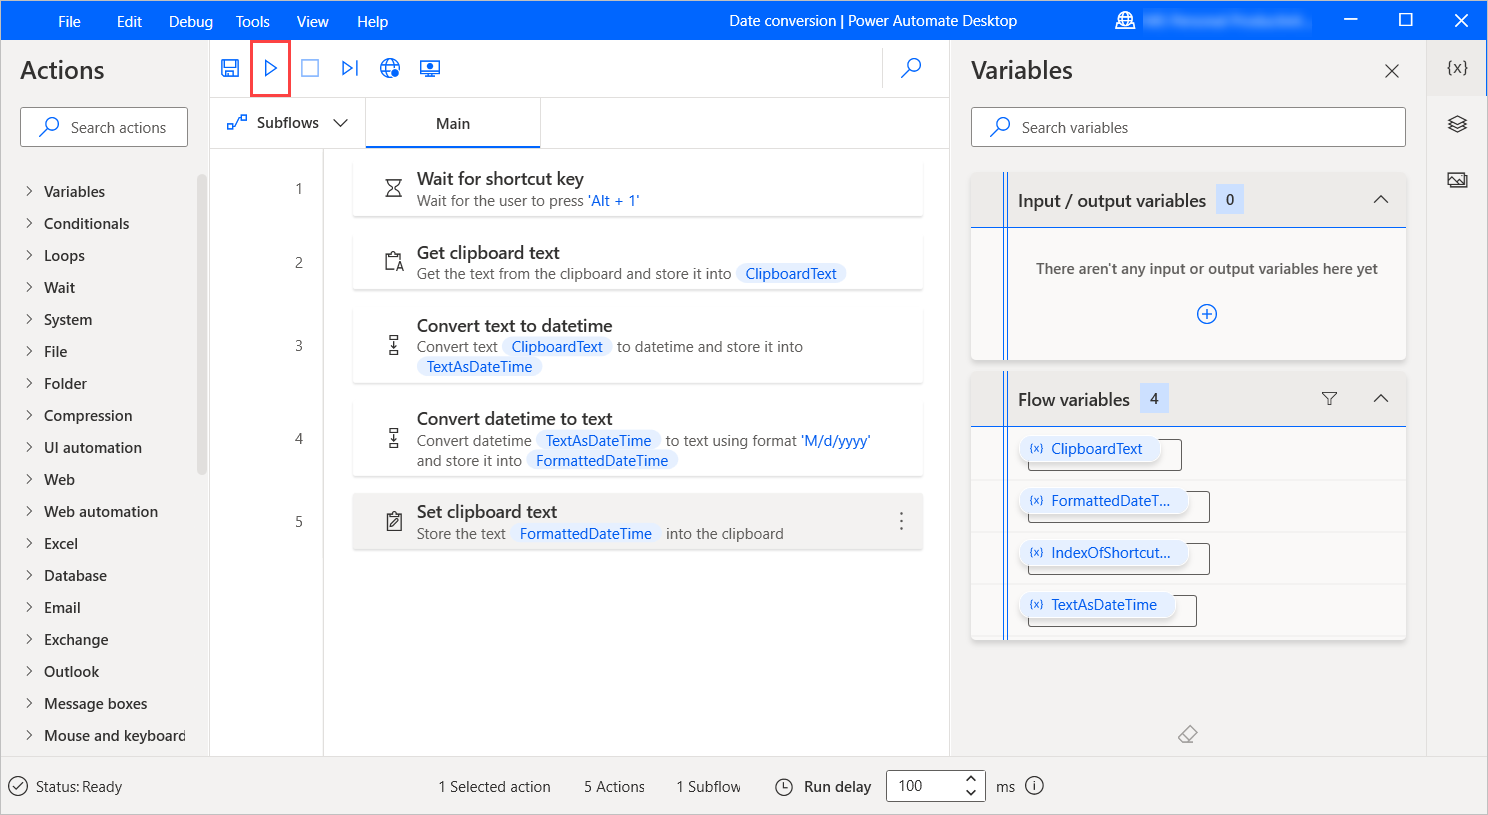 File Edit Debug Tools View Help
Date conversion | Power Automate Desktop
Actions
Search actions
Variables
Conditionals
Loops
Wait
System
File
Folder
Compression
UI automation
Web
Web automation
Excel
Database
Email
Exchange
Outlook
Message boxes
Mouse and keyboard
Subflows
Main
1
Wait for shortcut key
Wait for the user to press 'Alt + 1'
2
Get clipboard text
Get the text from the clipboard and store it into ClipboardText
3
Convert text to datetime
Convert text ClipboardText to datetime and store it into
TextAsDateTime
4
Convert datetime to text
Convert datetime TextAsDateTime to text using format 'M/d/yyyy'
and store it into FormattedDateTime
5
Set clipboard text
Store the text FormattedDateTime into the clipboard
Variables
{x}
Search variables
Input / output variables 0
There aren't any input or output variables here yet
Flow variables 4
{x} ClipboardText
{x} FormattedDateT...
{x} IndexOfShortcut...
{x} TextAsDateTime
Status: Ready
1 Selected action
5 Actions
1 Subflow
Run delay
100
ms